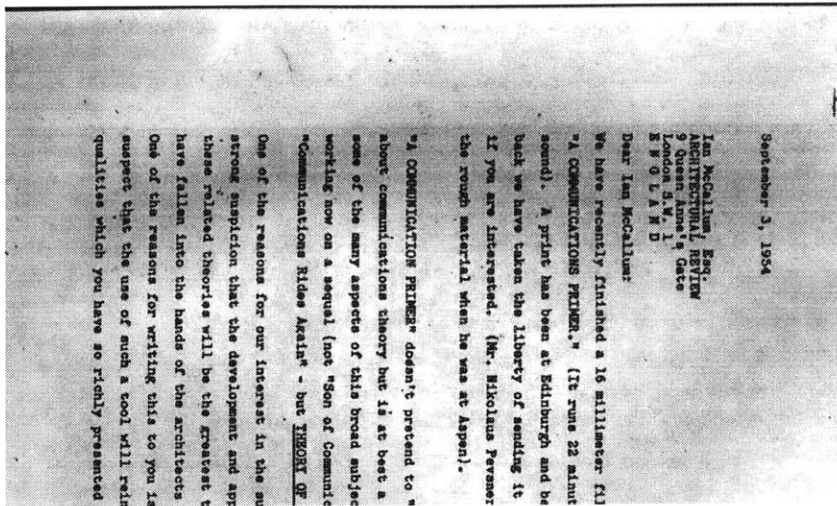 September 3, 1954
Ian McCallum, Esq.
ARCHITECTURAL REVIEW
9 Queen Anne's Gate
London S.W. 1
E N G L A N D
Dear Ian McCallum:
We have recently finished a 16 millimeter fil
"A COMMUNICATIONS PRIMER." (It runs 22 minut
sound). A print has been at Edinburgh and be
back we have taken the liberty of sending it
if you are interested. (Mr. Nikolaus Pevsner
the rough material when he was at Aspen).
"A COMMUNICATION PRIMER" doesn't pretend to
about communications theory but is at best a
some of the many aspects of this broad subjec
working now on a sequel (not "Son of Communic
"Communications Rides Again" - but THEORY OF
One of the reasons for our interest in the su
strong suspicion that the development and app
these related theories will be the greatest t
have fallen into the hands of the architects
One of the reasons for writing this to you is
suspect that the use of such a tool will rein
qualities which you have so richly presented